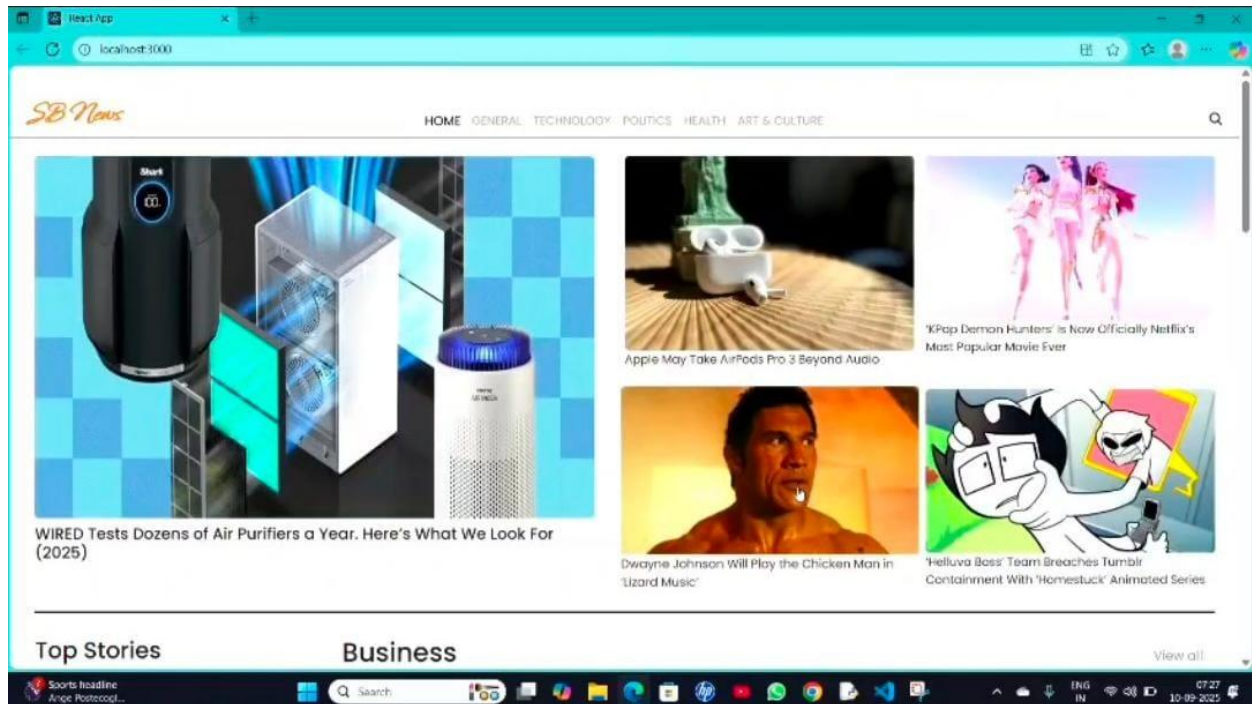 React App
localhost:3000
SB News
HOME GENERAL TECHNOLOGY POLITICS HEALTH ART & CULTURE
Shark
100
WIRED Tests Dozens of Air Purifiers a Year. Here's What We Look For
(2025)
Apple May Take AirPods Pro 3 Beyond Audio
'KPop Demon Hunters' Is Now Officially Netflix's
Most Popular Movie Ever
Dwayne Johnson Will Play the Chicken Man in
'Lizard Music'
'Helluva Boss' Team Breaches Tumblr
Containment With 'Homestuck' Animated Series
Top Stories
Business
View all
Sports headline
Ange Postecogl...
Search
ENG
IN
07:27
10-09-2025